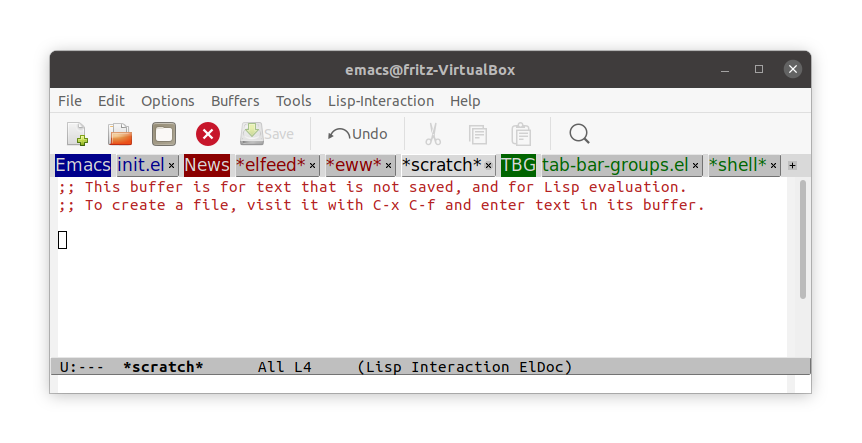 emacs@fritz-VirtualBox
File Edit Options Buffers Tools Lisp-Interaction Help
Save Undo
Emacs init.el × News *elfeed* × *eww* × *scratch* × TBG tab-bar-groups.el × *shell* × +
;; This buffer is for text that is not saved, and for Lisp evaluation.
;; To create a file, visit it with C-x C-f and enter text in its buffer.
U:--- *scratch* All L4 (Lisp Interaction ElDoc)